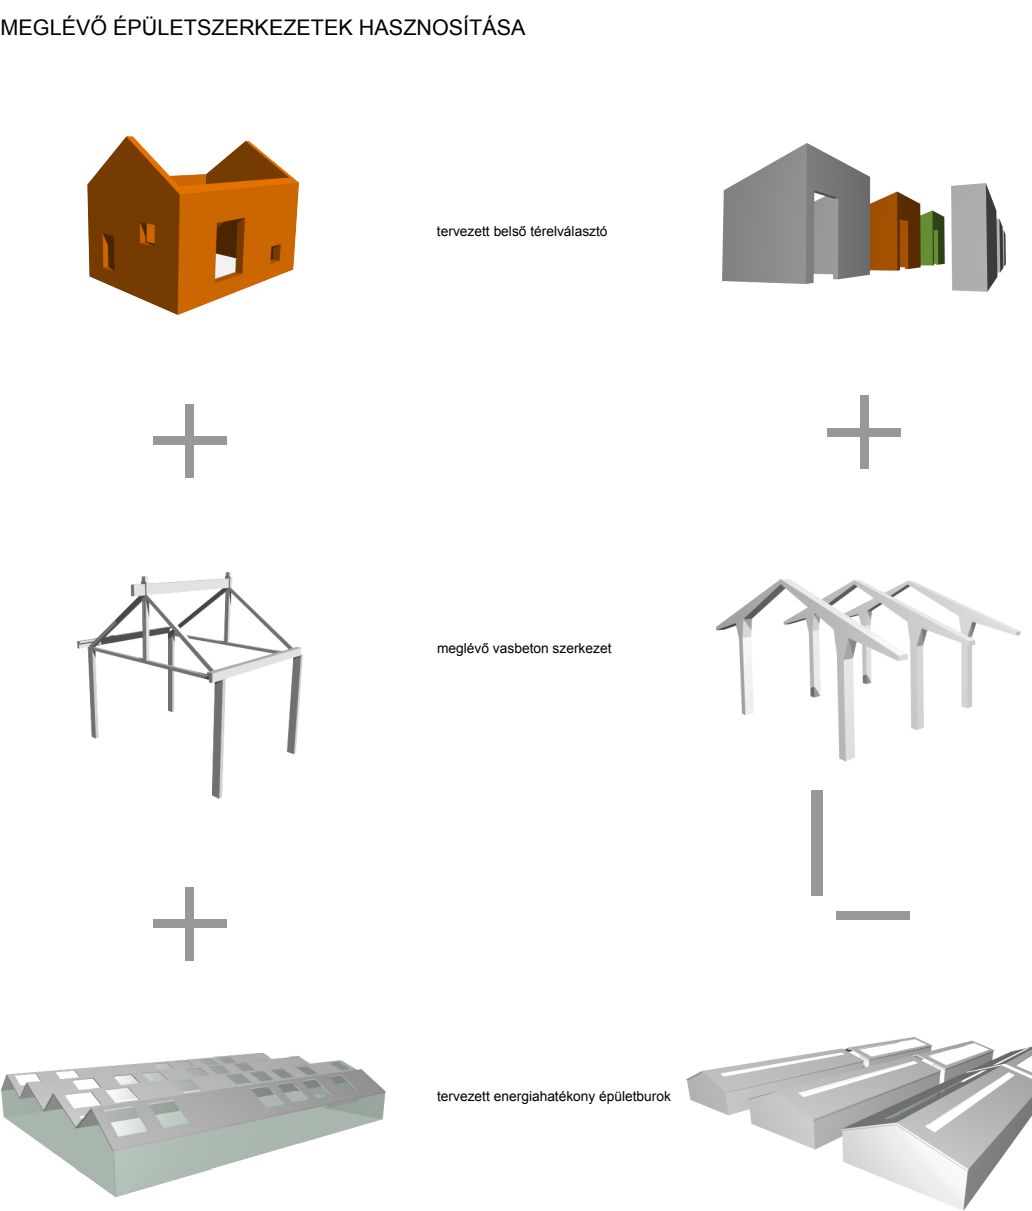 MEGLÉVŐ ÉPÜLETSZERKEZETEK HASZNOSÍTÁSA
tervezett belső térelválasztó
meglévő vasbeton szerkezet
tervezett energiahatékony épületburok